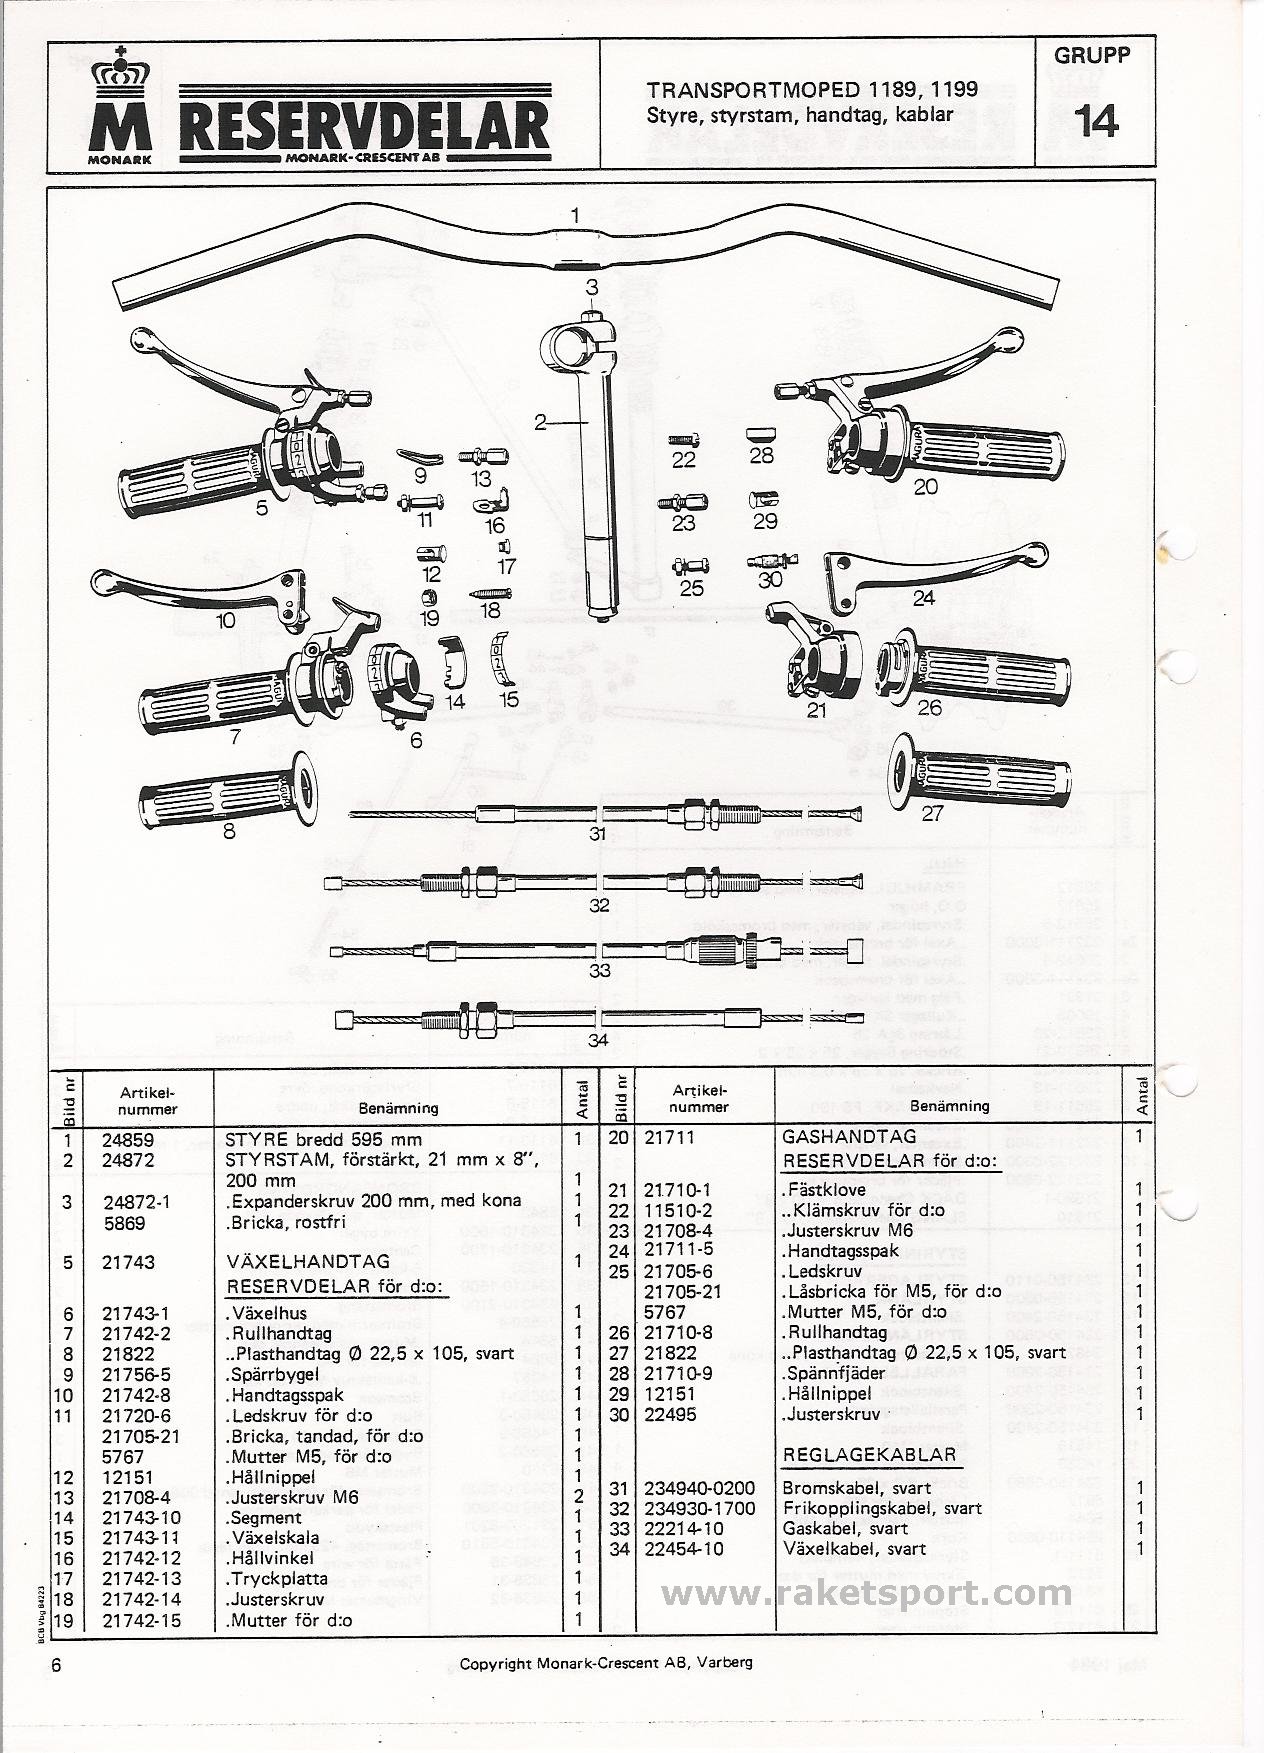 M
MONARK
RESERVDELAR
MONARK-CRESCENT AB
TRANSPORTMOPED 1189, 1199
Styre, styrstam, handtag, kablar
GRUPP
14
1
3
2
5
9
13
11
16
12
17
19
18
10
7
6
14
15
8
22
28
20
23
29
25
30
24
21
26
27
MAGURA
31
32
33
34
Bild nr Artikel-nummer Benämning Antal
1 24859 STYRE bredd 595 mm 1
2 24872 STYRSTAM, förstärkt, 21 mm x 8",
200 mm 1
3 24872-1 .Expanderskruv 200 mm, med kona 1
5869 .Bricka, rostfri 1
5 21743 VÄXELHANDTAG 1
RESERVDELAR för d:o:
6 21743-1 .Växelhus 1
7 21742-2 .Rullhandtag 1
8 21822 ..Plasthandtag Ø 22,5 x 105, svart 1
9 21756-5 .Spärrbygel 1
10 21742-8 .Handtagsspak 1
11 21720-6 .Ledskruv för d:o 1
21705-21 .Bricka, tandad, för d:o 1
5767 .Mutter M5, för d:o 1
12 12151 .Hållnippel 1
13 21708-4 .Justerskruv M6 2
14 21743-10 .Segment 1
15 21743-11 .Växelskala 1
16 21742-12 .Hållvinkel 1
17 21742-13 .Tryckplatta 1
18 21742-14 .Justerskruv 1
19 21742-15 .Mutter för d:o 1
Bild nr Artikel-nummer Benämning Antal
20 21711 GASHANDTAG 1
RESERVDELAR för d:o:
21 21710-1 .Fästklove 1
22 11510-2 ..Klämskruv för d:o 1
23 21708-4 .Justerskruv M6 1
24 21711-5 .Handtagsspak 1
25 21705-6 .Ledskruv 1
21705-21 .Låsbricka för M5, för d:o 1
5767 .Mutter M5, för d:o 1
26 21710-8 .Rullhandtag 1
27 21822 ..Plasthandtag Ø 22,5 x 105, svart 1
28 21710-9 .Spännfjäder 1
29 12151 .Hållnippel 1
30 22495 .Justerskruv 1
REGLAGEKABLAR
31 234940-0200 Bromskabel, svart 1
32 234930-1700 Frikopplingskabel, svart 1
33 22214-10 Gaskabel, svart 1
34 22454-10 Växelkabel, svart 1
www.raketsport.com
BCB Vbg 84223
6
Copyright Monark-Crescent AB, Varberg